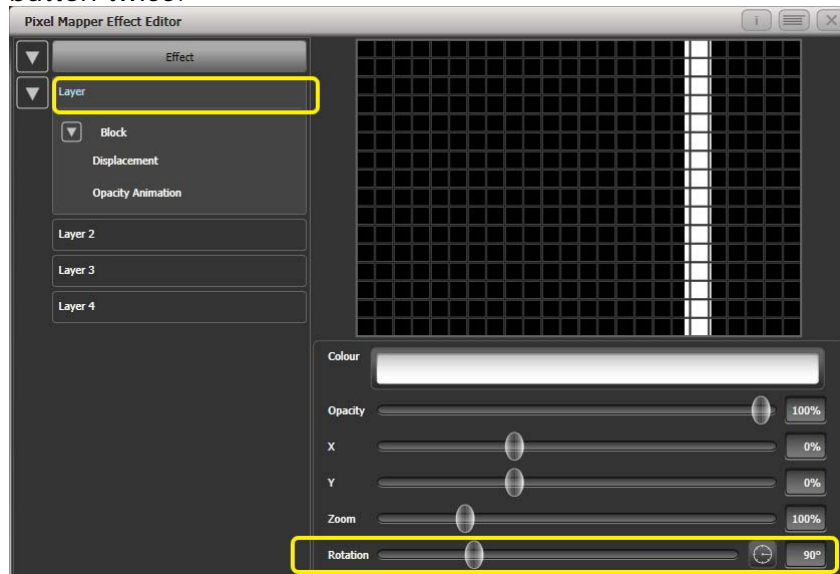 Pixel Mapper Effect Editor
Effect
Layer
Block
Displacement
Opacity Animation
Layer 2
Layer 3
Layer 4
Colour
Opacity 100%
X 0%
Y 0%
Zoom 100%
Rotation 90°